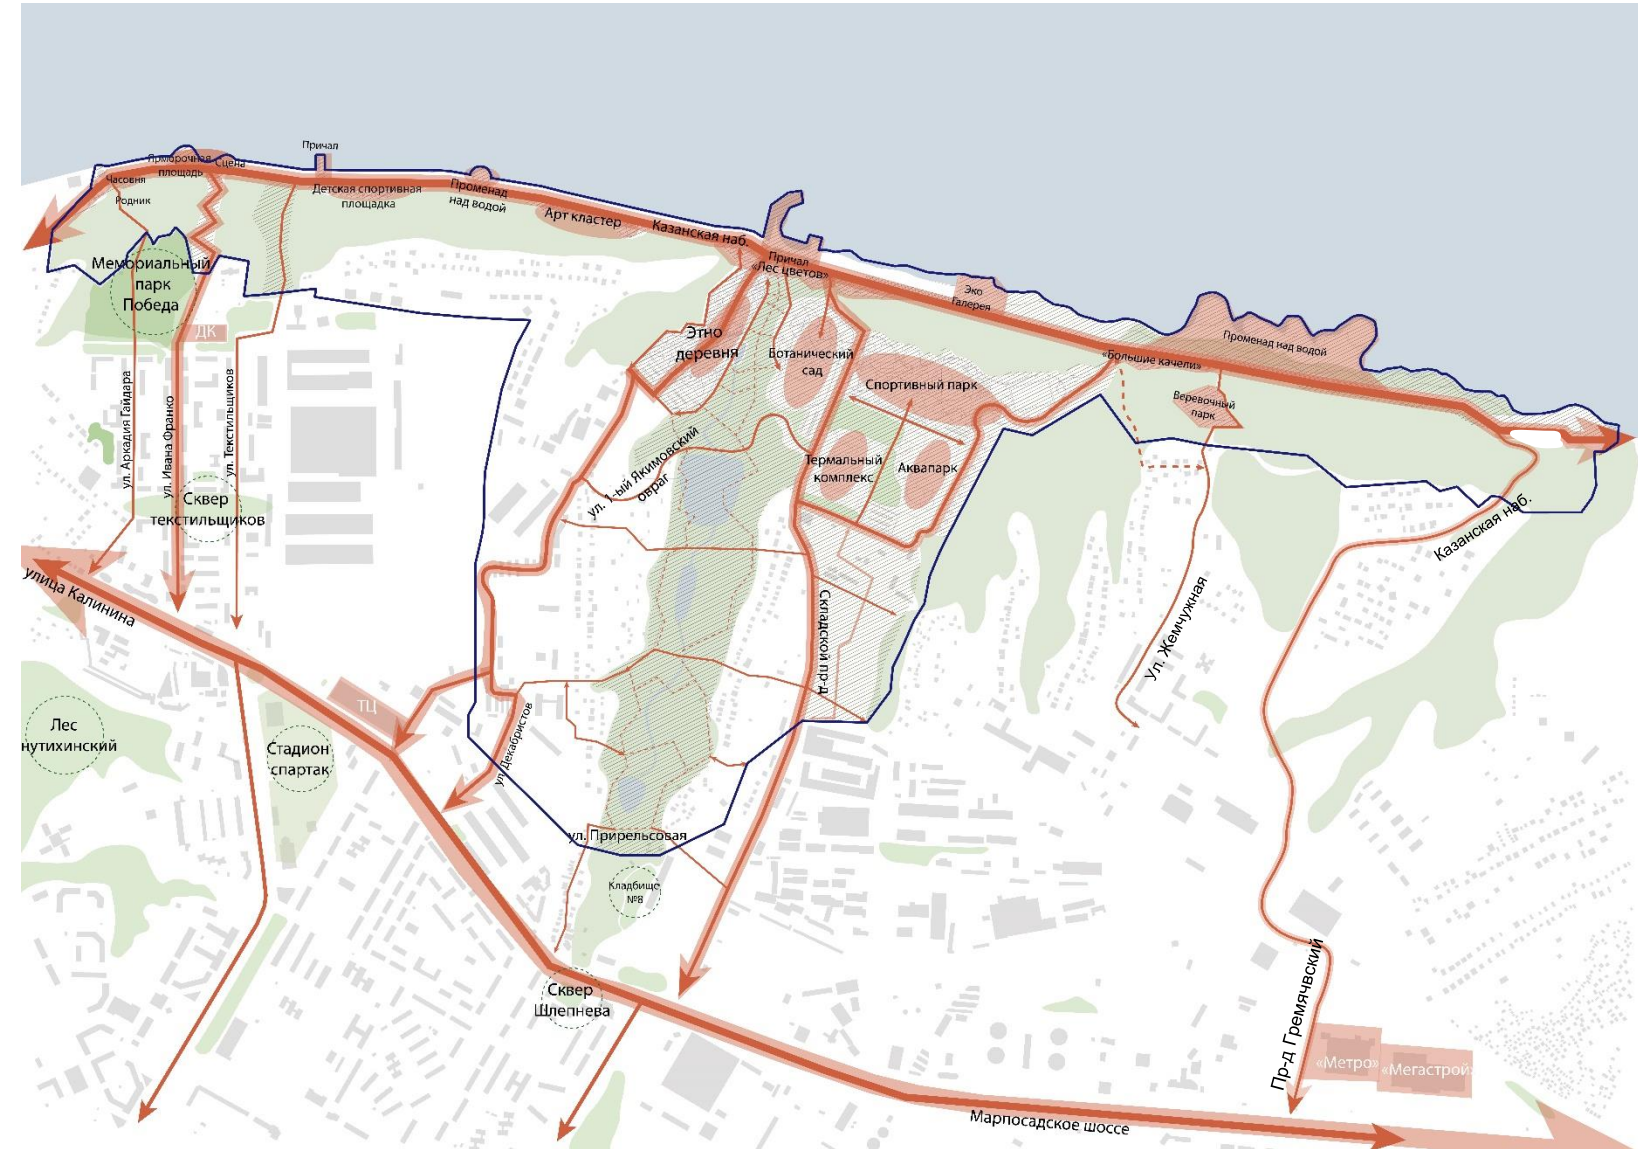 Причал
Ярморочная
площадь
Сцена
Часовня
Родник
Детская спортивная
площадка
Променад
над водой
Арт кластер
Казанская наб.
Причал
«Лес цветов»
Эко
Галерея
Променад над водой
«Большие качели»
Веревочный
парк
Мемориальный
парк
Победа
ДК
Этно
деревня
Ботанический
сад
Спортивный парк
Термальный
комплекс
Аквапарк
ул. Аркадия Гайдара
ул. Ивана Франко
ул. Текстильщиков
Сквер
текстильщиков
ул. 1-ый Якимовский
овраг
Казанская наб.
улица Калинина
Складской пр-д
Ул. Жемчужная
Лес
нутихинский
ТЦ
Стадион
спартак
ул. Декабристов
ул. Прирельсовая
Кладбище
№8
Сквер
Шлепнева
Пр-д Гремячвский
«Метро»
«Мегастрой»
Марпосадское шоссе